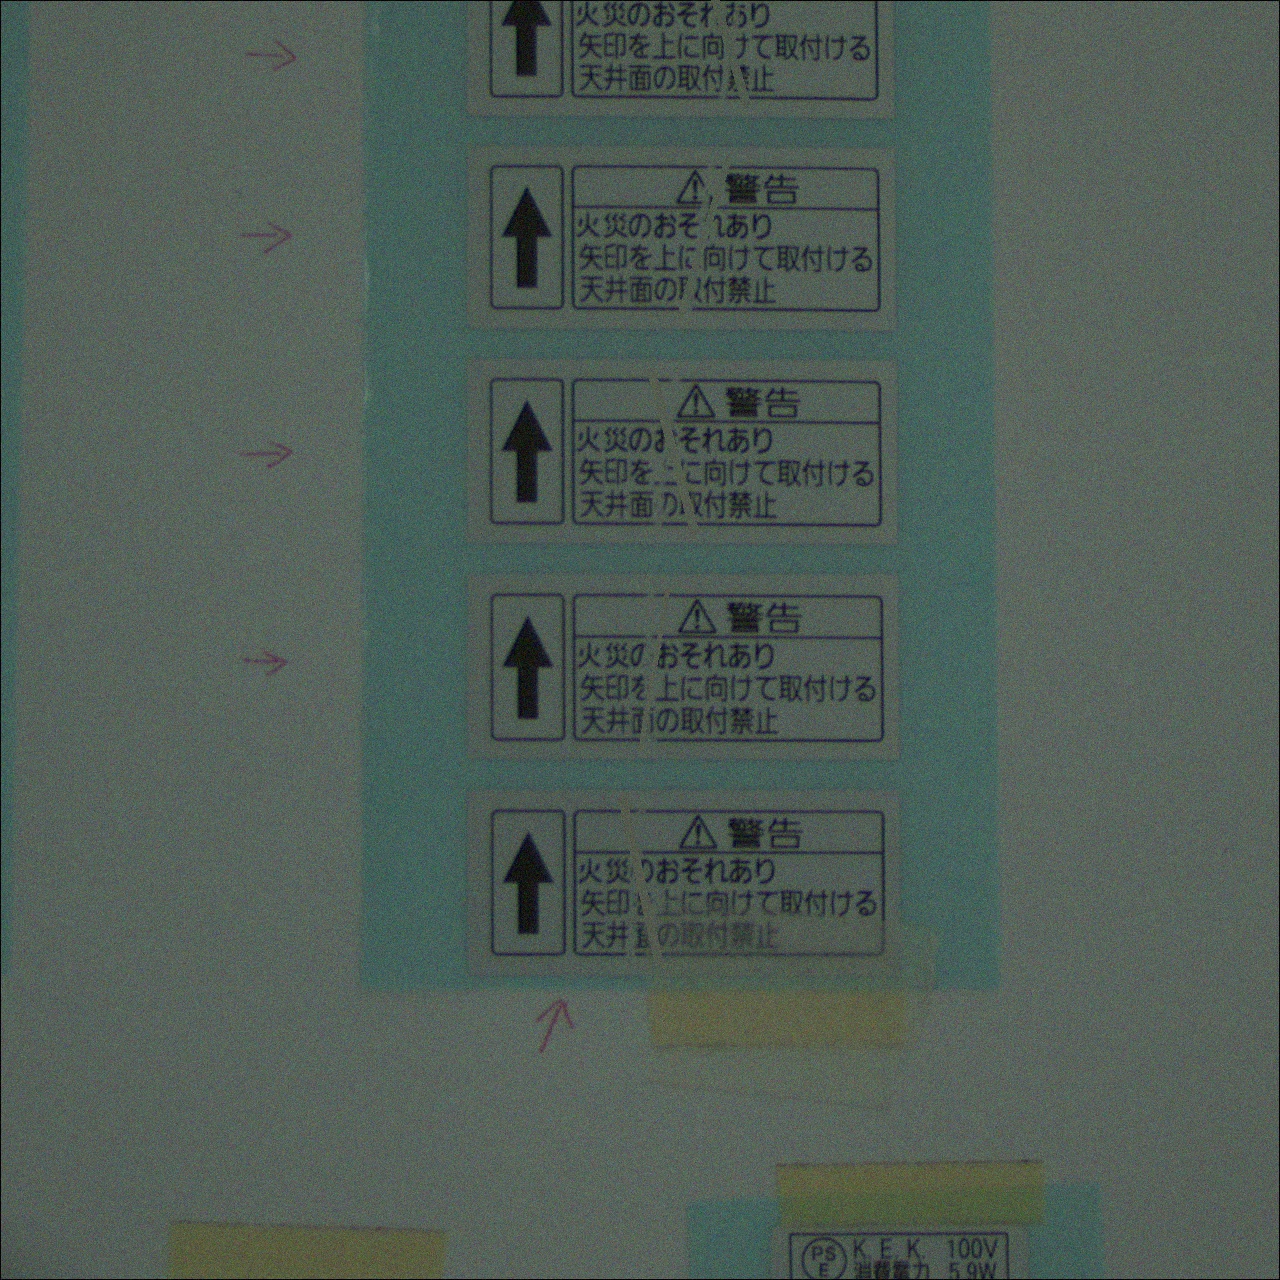 火災のおそれあり
矢印を上に向けて取付ける
天井面の取付禁止
警告
火災のおそれあり
矢印を上に向けて取付ける
天井面の取付禁止
警告
火災のおそれあり
矢印を上に向けて取付ける
天井面の取付禁止
警告
火災のおそれあり
矢印を上に向けて取付ける
天井面の取付禁止
警告
火災のおそれあり
矢印を上に向けて取付ける
天井面の取付禁止
PS
E
K. E. K. 100V
消費電力 5.9W